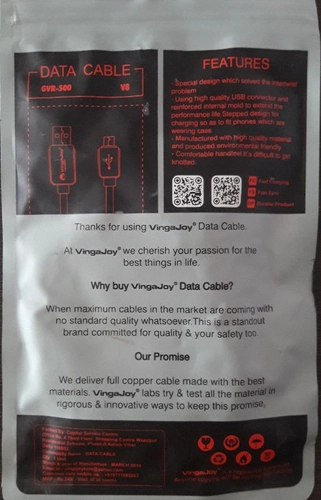 DATA CABLE
GVR-500 V8
FEATURES
- Special design which solved the
problem
- Using high quality USB connector and
reinforced internal mold to extend the
performance life.Stepped design for
charging so as to fit phones which are
wearing case
- Manufactured with high quality material
and produced environmental friendly
- Comfortable handled.It's difficult to get
knotted.
Fast Charging
Fast Sync
Thanks for using VingaJoy® Data Cable.
At VingaJoy® we cherish your passion for the
best things in life.
Why buy VingaJoy® Data Cable?
When maximum cables in the market are coming with
no standard quality whatsoever.This is a standout
brand committed for quality & your safety too.
Our Promise
We deliver full copper cable made with the best
materials. VingaJoy® labs try & test all the material in
rigorous & innovative ways to keep this promise.
DATA CABLE
VingaJoy®